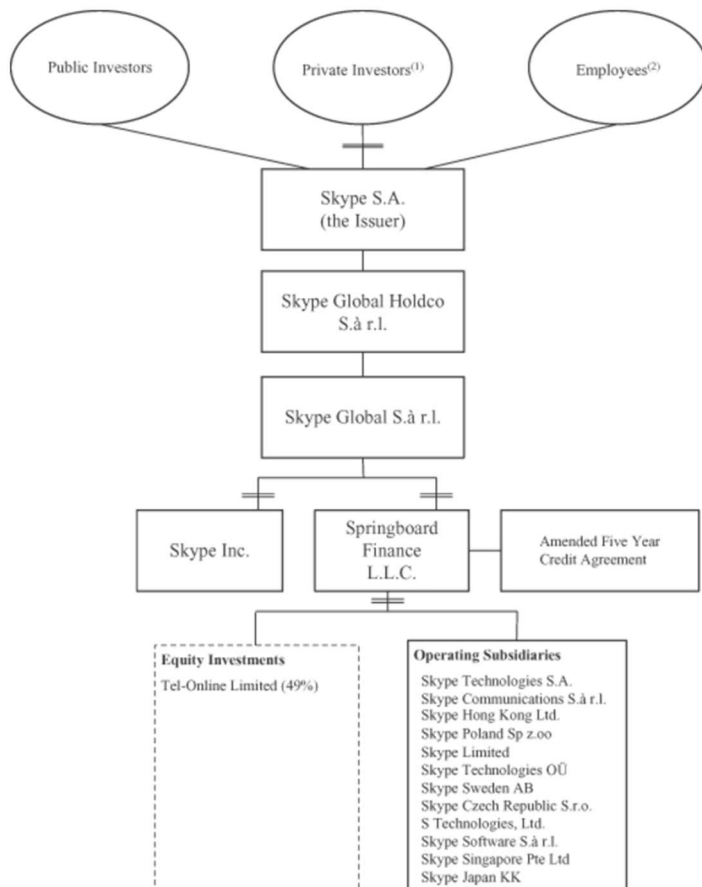 Public Investors
Private Investors(1)
Employees(2)
Skype S.A.
(the Issuer)
Skype Global Holdco
S.à r.l.
Skype Global S.à r.l.
Skype Inc.
Springboard
Finance
L.L.C.
Amended Five Year
Credit Agreement
Equity Investments
Tel-Online Limited (49%)
Operating Subsidiaries
Skype Technologies S.A.
Skype Communications S.à r.l.
Skype Hong Kong Ltd.
Skype Poland Sp z.oo
Skype Limited
Skype Technologies OÜ
Skype Sweden AB
Skype Czech Republic S.r.o.
S Technologies, Ltd.
Skype Software S.à r.l.
Skype Singapore Pte Ltd
Skype Japan KK